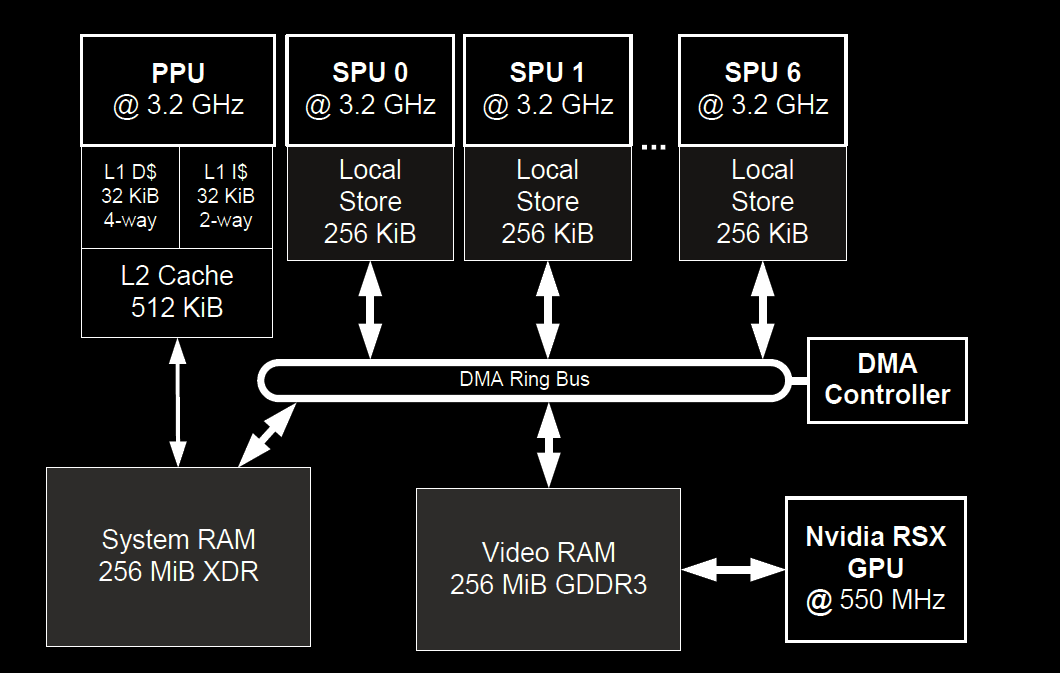 PPU
@ 3.2 GHz
SPU 0
@ 3.2 GHz
SPU 1
@ 3.2 GHz
...
SPU 6
@ 3.2 GHz
L1 D$
32 KiB
4-way
L1 I$
32 KiB
2-way
L2 Cache
512 KiB
Local
Store
256 KiB
Local
Store
256 KiB
Local
Store
256 KiB
DMA Ring Bus
DMA
Controller
System RAM
256 MiB XDR
Video RAM
256 MiB GDDR3
Nvidia RSX
GPU
@ 550 MHz